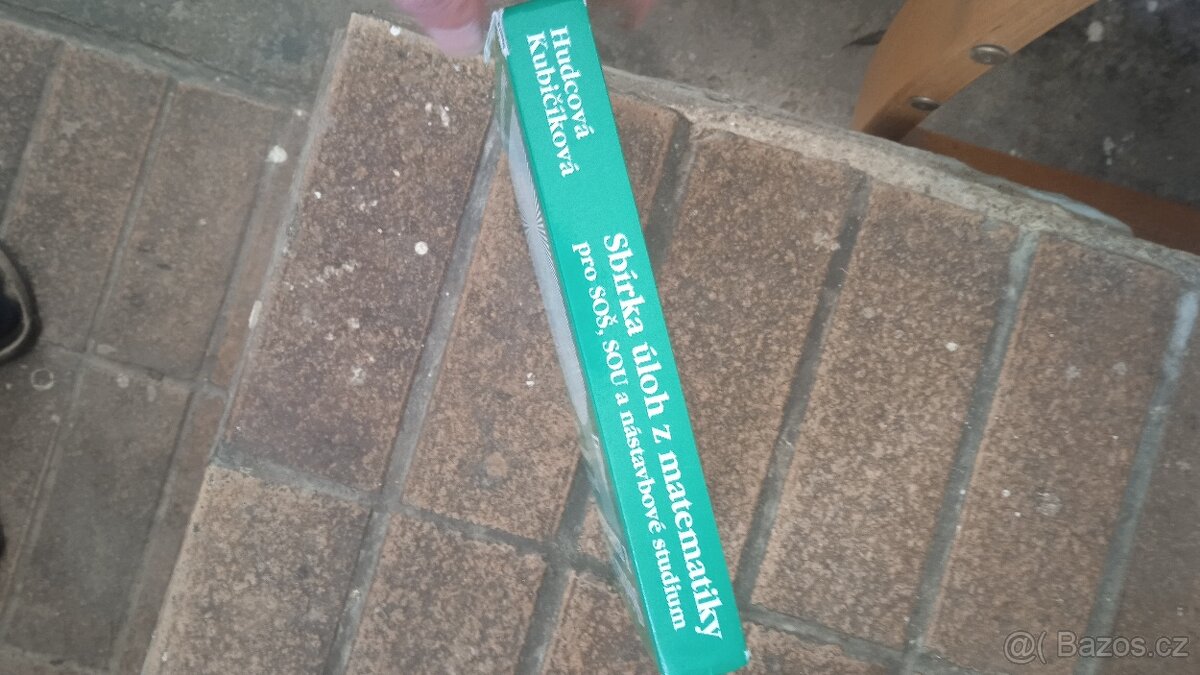 Hudcová
Kubičíková
Sbírka úloh z matematiky
pro SOŠ, SOU a nástavbové studium
@( Bazos.cz